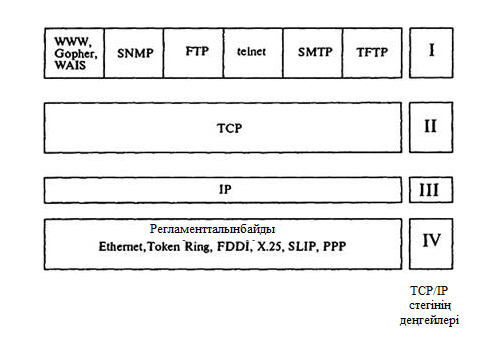 WWW,
Gopher,
WAIS
SNMP
FTP
telnet
SMTP
TFTP
I
TCP
II
IP
III
Регламентталынбайды
Ethernet, Token Ring, FDDİ, X.25, SLIP, PPP
IV
TCP/IP
стегінің
деңгейлері